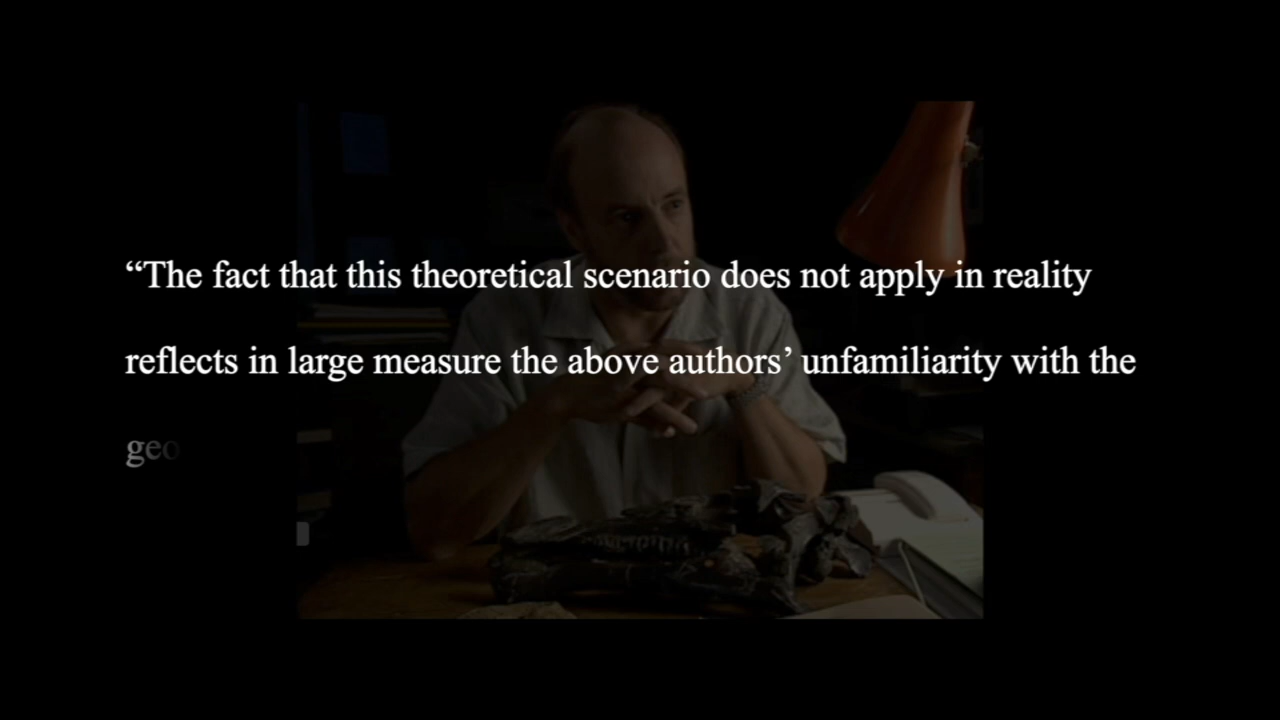 “The fact that this theoretical scenario does not apply in reality
reflects in large measure the above authors’ unfamiliarity with the
geo